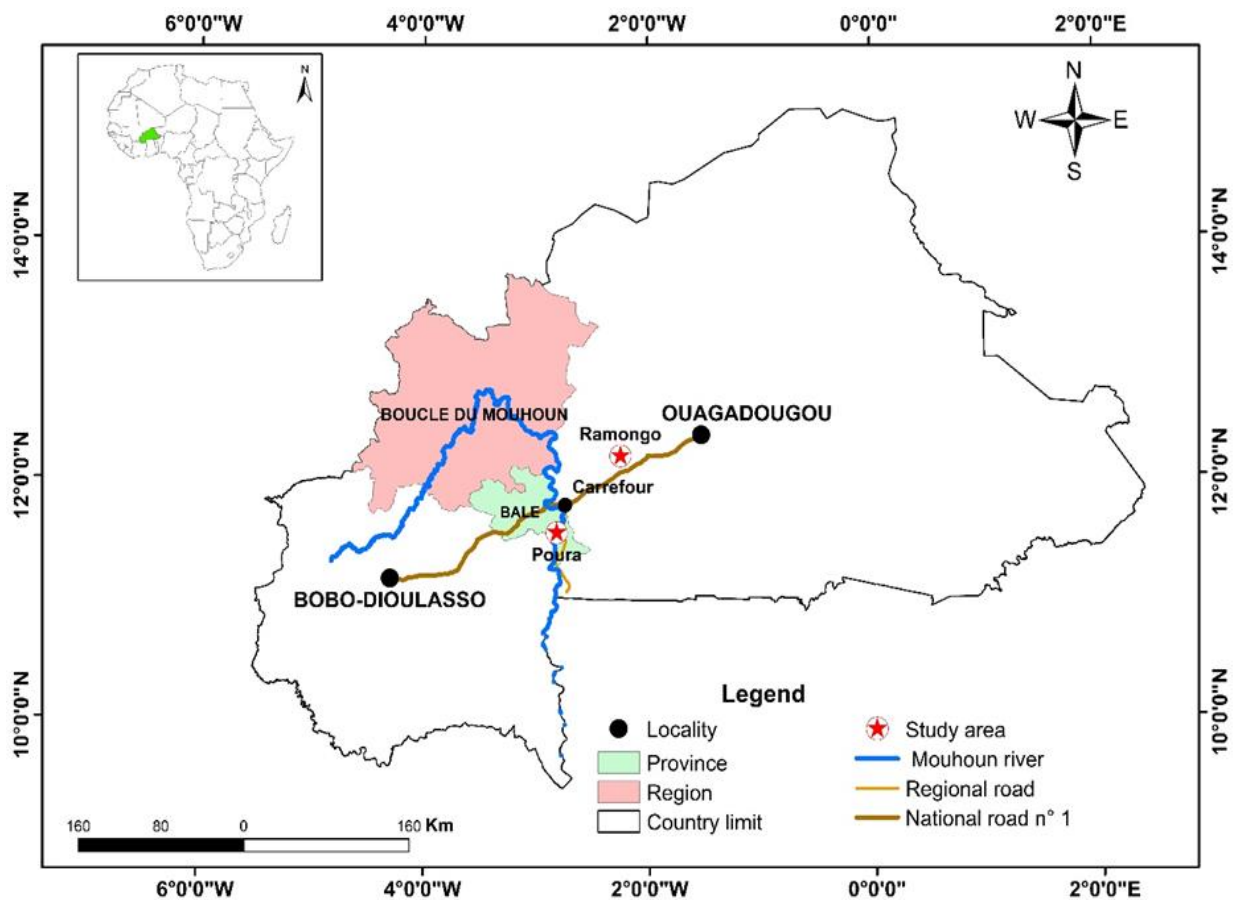 6°0'0"W 4°0'0"W 2°0'0"W 0°0'0" 2°0'0"E
N
N
W E
S
14°0'0"N 14°0'0"N
BOUCLE DU MOUHOUN
OUAGADOUGOU
Ramongo
12°0'0"N 12°0'0"N
Carrefour
BALE
Poura
BOBO-DIOULASSO
10°0'0"N 10°0'0"N
Legend
Locality
Province
Region
Country limit
Study area
Mouhoun river
Regional road
National road n° 1
160 80 0 160 Km
6°0'0"W 4°0'0"W 2°0'0"W 0°0'0" 2°0'0"E